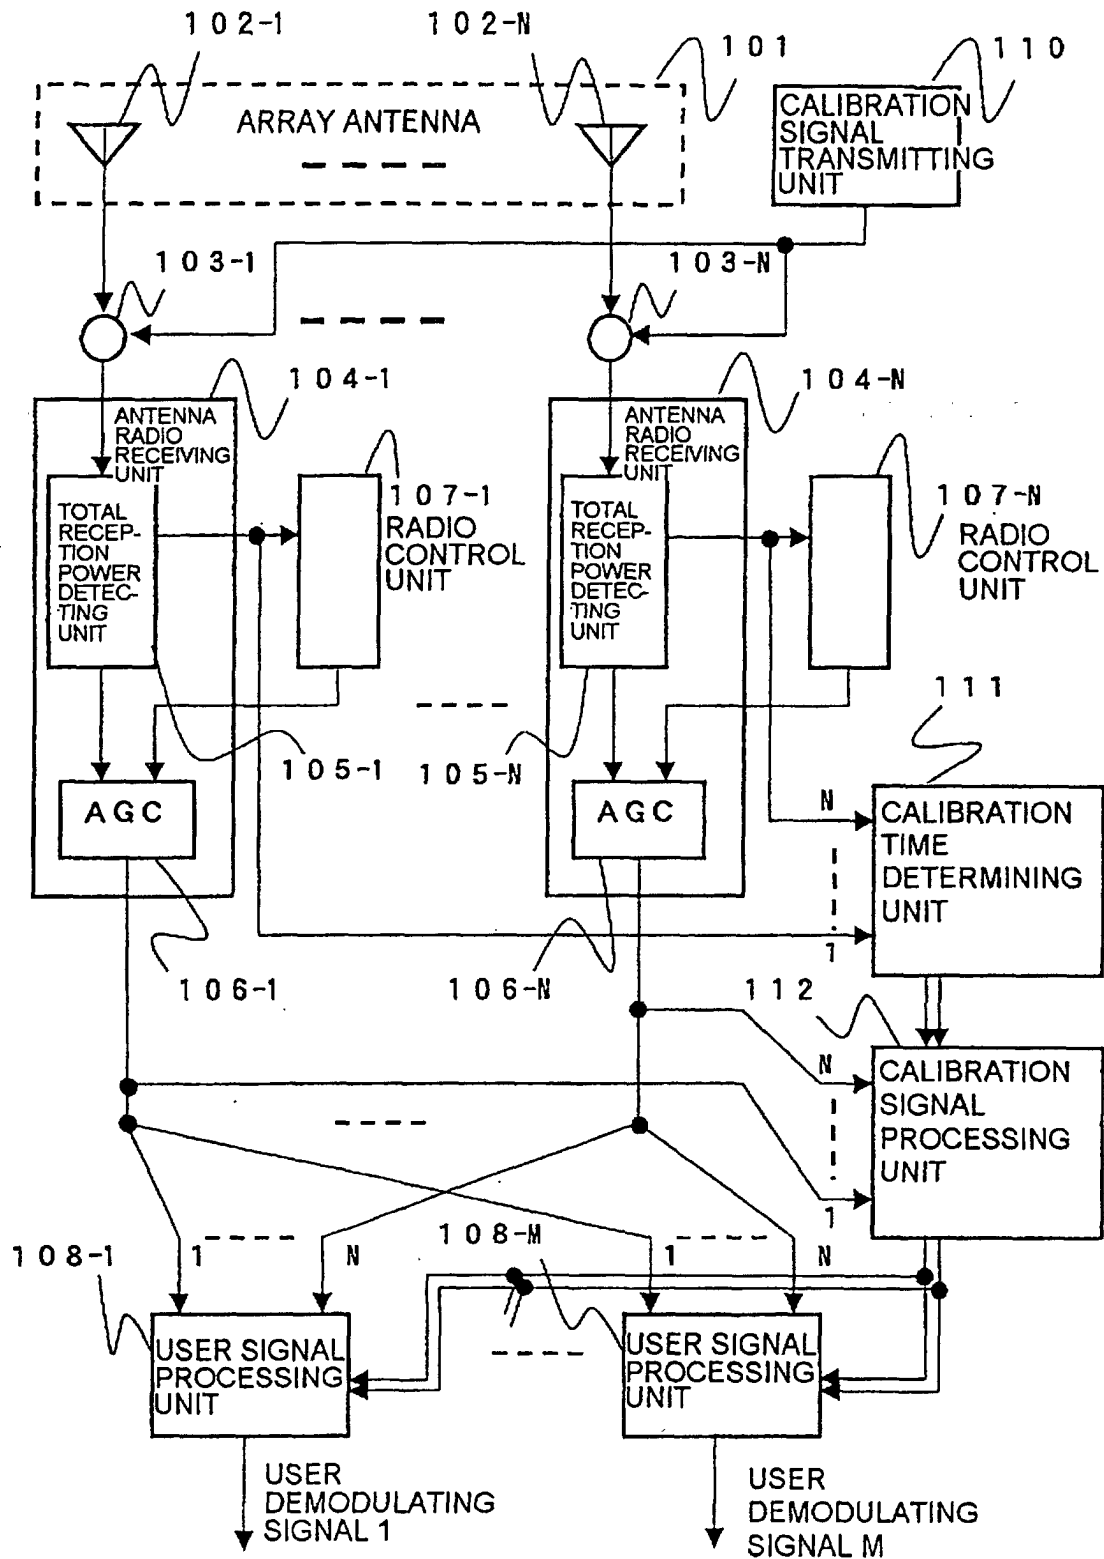 102-1
102-N
101
110
ARRAY ANTENNA
CALIBRATION
SIGNAL
TRANSMITTING
UNIT
103-1
103-N
104-1
104-N
ANTENNA
RADIO
RECEIVING
UNIT
ANTENNA
RADIO
RECEIVING
UNIT
TOTAL
RECEP-
TION
POWER
DETEC-
TING
UNIT
107-1
RADIO
CONTROL
UNIT
TOTAL
RECEP-
TION
POWER
DETEC-
TING
UNIT
107-N
RADIO
CONTROL
UNIT
111
105-1
105-N
AGC
AGC
N
1
CALIBRATION
TIME
DETERMINING
UNIT
106-1
106-N
112
N
1
CALIBRATION
SIGNAL
PROCESSING
UNIT
108-1
1
N
108-M
1
N
USER SIGNAL
PROCESSING
UNIT
USER SIGNAL
PROCESSING
UNIT
USER
DEMODULATING
SIGNAL 1
USER
DEMODULATING
SIGNAL M